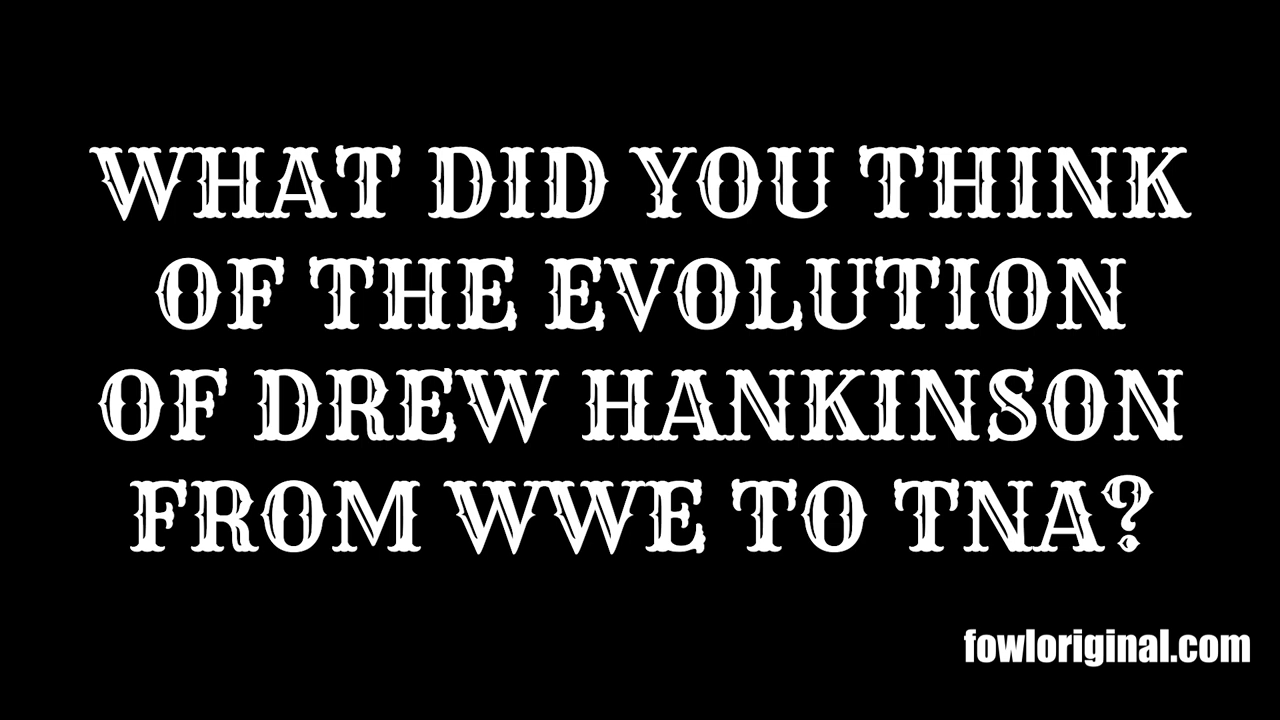 WHAT DID YOU THINK
OF THE EVOLUTION
OF DREW HANKINSON
FROM WWE TO TNA?
fowloriginal.com